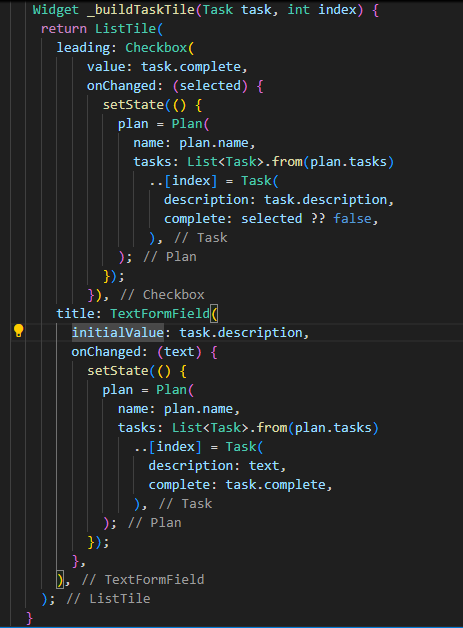 Widget _buildTaskTile(Task task, int index) {
return ListTile(
leading: Checkbox(
value: task.complete,
onChanged: (selected) {
setState(() {
plan = Plan(
name: plan.name,
tasks: List<Task>.from(plan.tasks)
..[index] = Task(
description: task.description,
complete: selected ?? false,
), // Task
); // Plan
});
}), // Checkbox
title: TextFormField(
initialValue: task.description,
onChanged: (text) {
setState(() {
plan = Plan(
name: plan.name,
tasks: List<Task>.from(plan.tasks)
..[index] = Task(
description: text,
complete: task.complete,
), // Task
); // Plan
});
},
), // TextFormField
); // ListTile
}